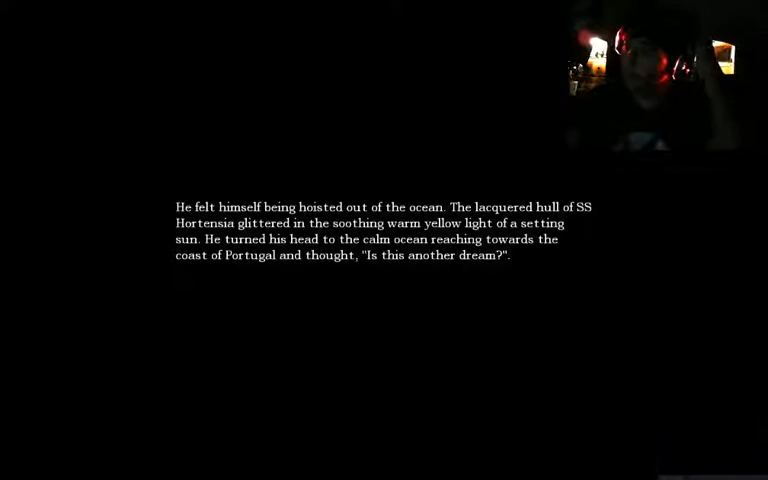 He felt himself being hoisted out of the ocean. The lacquered hull of SS
Hortensia glittered in the soothing warm yellow light of a setting
sun. He turned his head to the calm ocean reaching towards the
coast of Portugal and thought, "Is this another dream?".